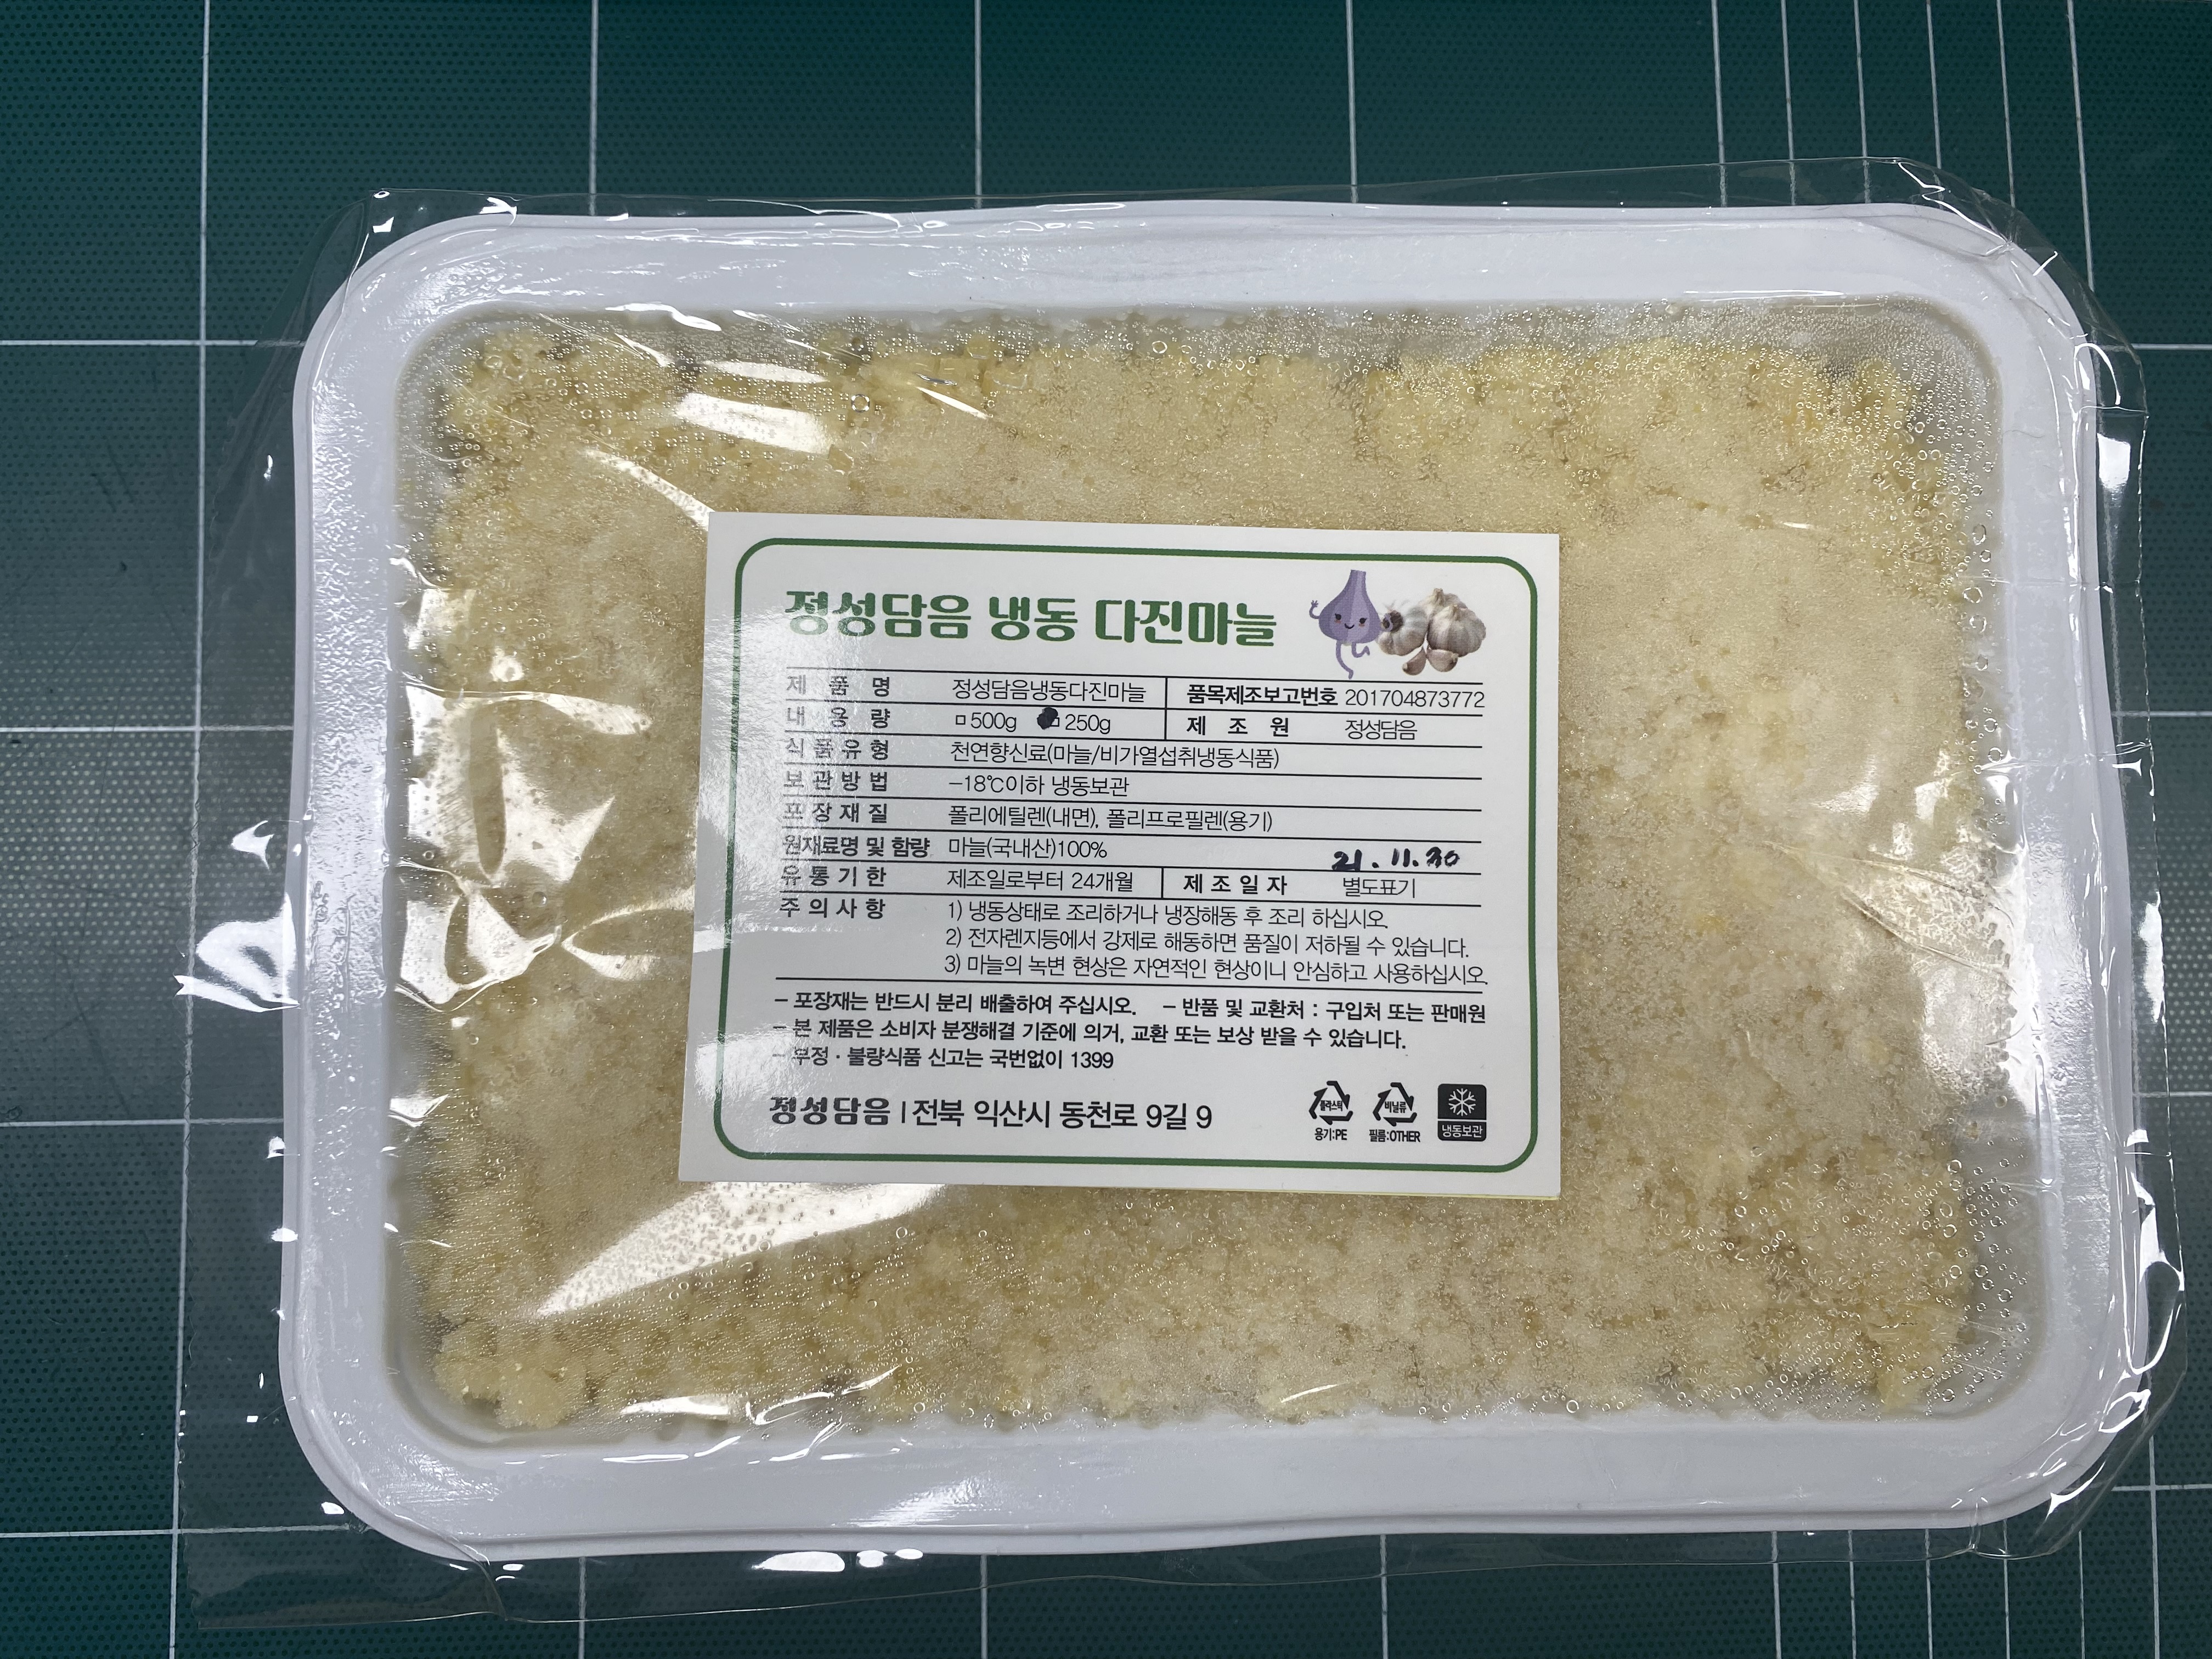 정성담음 냉동 다진마늘
제 품 명 정성담음냉동다진마늘 품목제조보고번호 201704873772
내 용 량 500g 250g 제 조 원 정성담음
식 품 유 형 천연향신료(마늘/비가열섭취냉동식품)
보 관 방 법 -18℃이하 냉동보관
포 장 재 질 폴리에틸렌(내면), 폴리프로필렌(용기)
원재료명 및 함량 마늘(국내산)100%
21.11.30
유 통 기 한 제조일로부터 24개월 제 조 일 자 별도표기
주 의 사 항 1) 냉동상태로 조리하거나 냉장해동 후 조리 하십시오.
2) 전자렌지등에서 강제로 해동하면 품질이 저하될 수 있습니다.
3) 마늘의 녹변 현상은 자연적인 현상이니 안심하고 사용하십시오.
- 포장재는 반드시 분리 배출하여 주십시오. - 반품 및 교환처 : 구입처 또는 판매원
- 본 제품은 소비자 분쟁해결 기준에 의거, 교환 또는 보상 받을 수 있습니다.
- 부정·불량식품 신고는 국번없이 1399
정성담음 | 전북 익산시 동천로 9길 9
플라스틱 비닐류
용기:PE 필름:OTHER 냉동보관